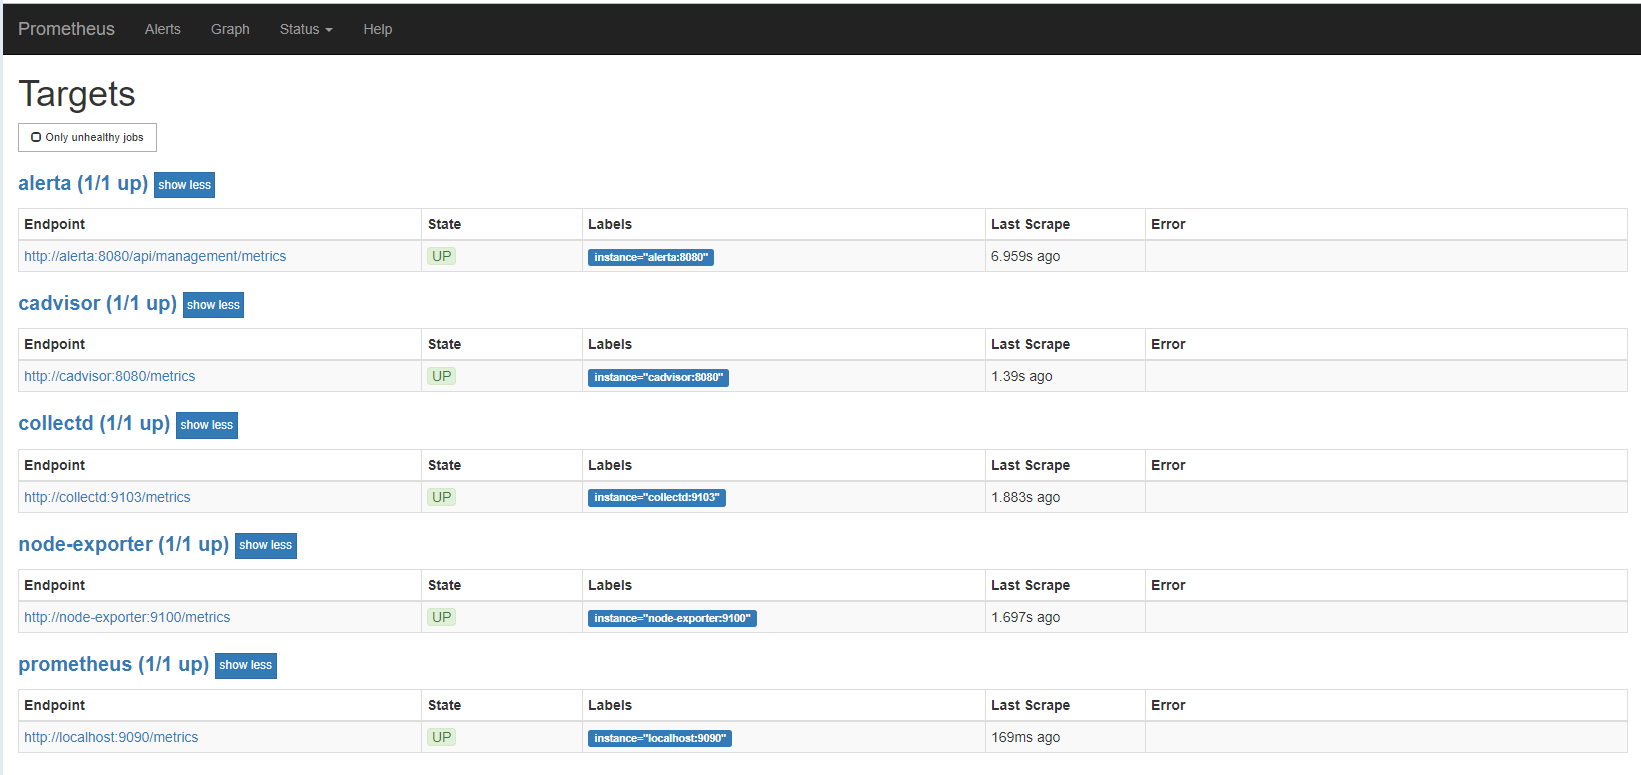 Prometheus Alerts Graph Status Help
Targets
Only unhealthy jobs
alerta (1/1 up) show less
Endpoint State Labels Last Scrape Error
http://alerta:8080/api/management/metrics UP instance="alerta:8080" 6.959s ago
cadvisor (1/1 up) show less
Endpoint State Labels Last Scrape Error
http://cadvisor:8080/metrics UP instance="cadvisor:8080" 1.39s ago
collectd (1/1 up) show less
Endpoint State Labels Last Scrape Error
http://collectd:9103/metrics UP instance="collectd:9103" 1.883s ago
node-exporter (1/1 up) show less
Endpoint State Labels Last Scrape Error
http://node-exporter:9100/metrics UP instance="node-exporter:9100" 1.697s ago
prometheus (1/1 up) show less
Endpoint State Labels Last Scrape Error
http://localhost:9090/metrics UP instance="localhost:9090" 169ms ago